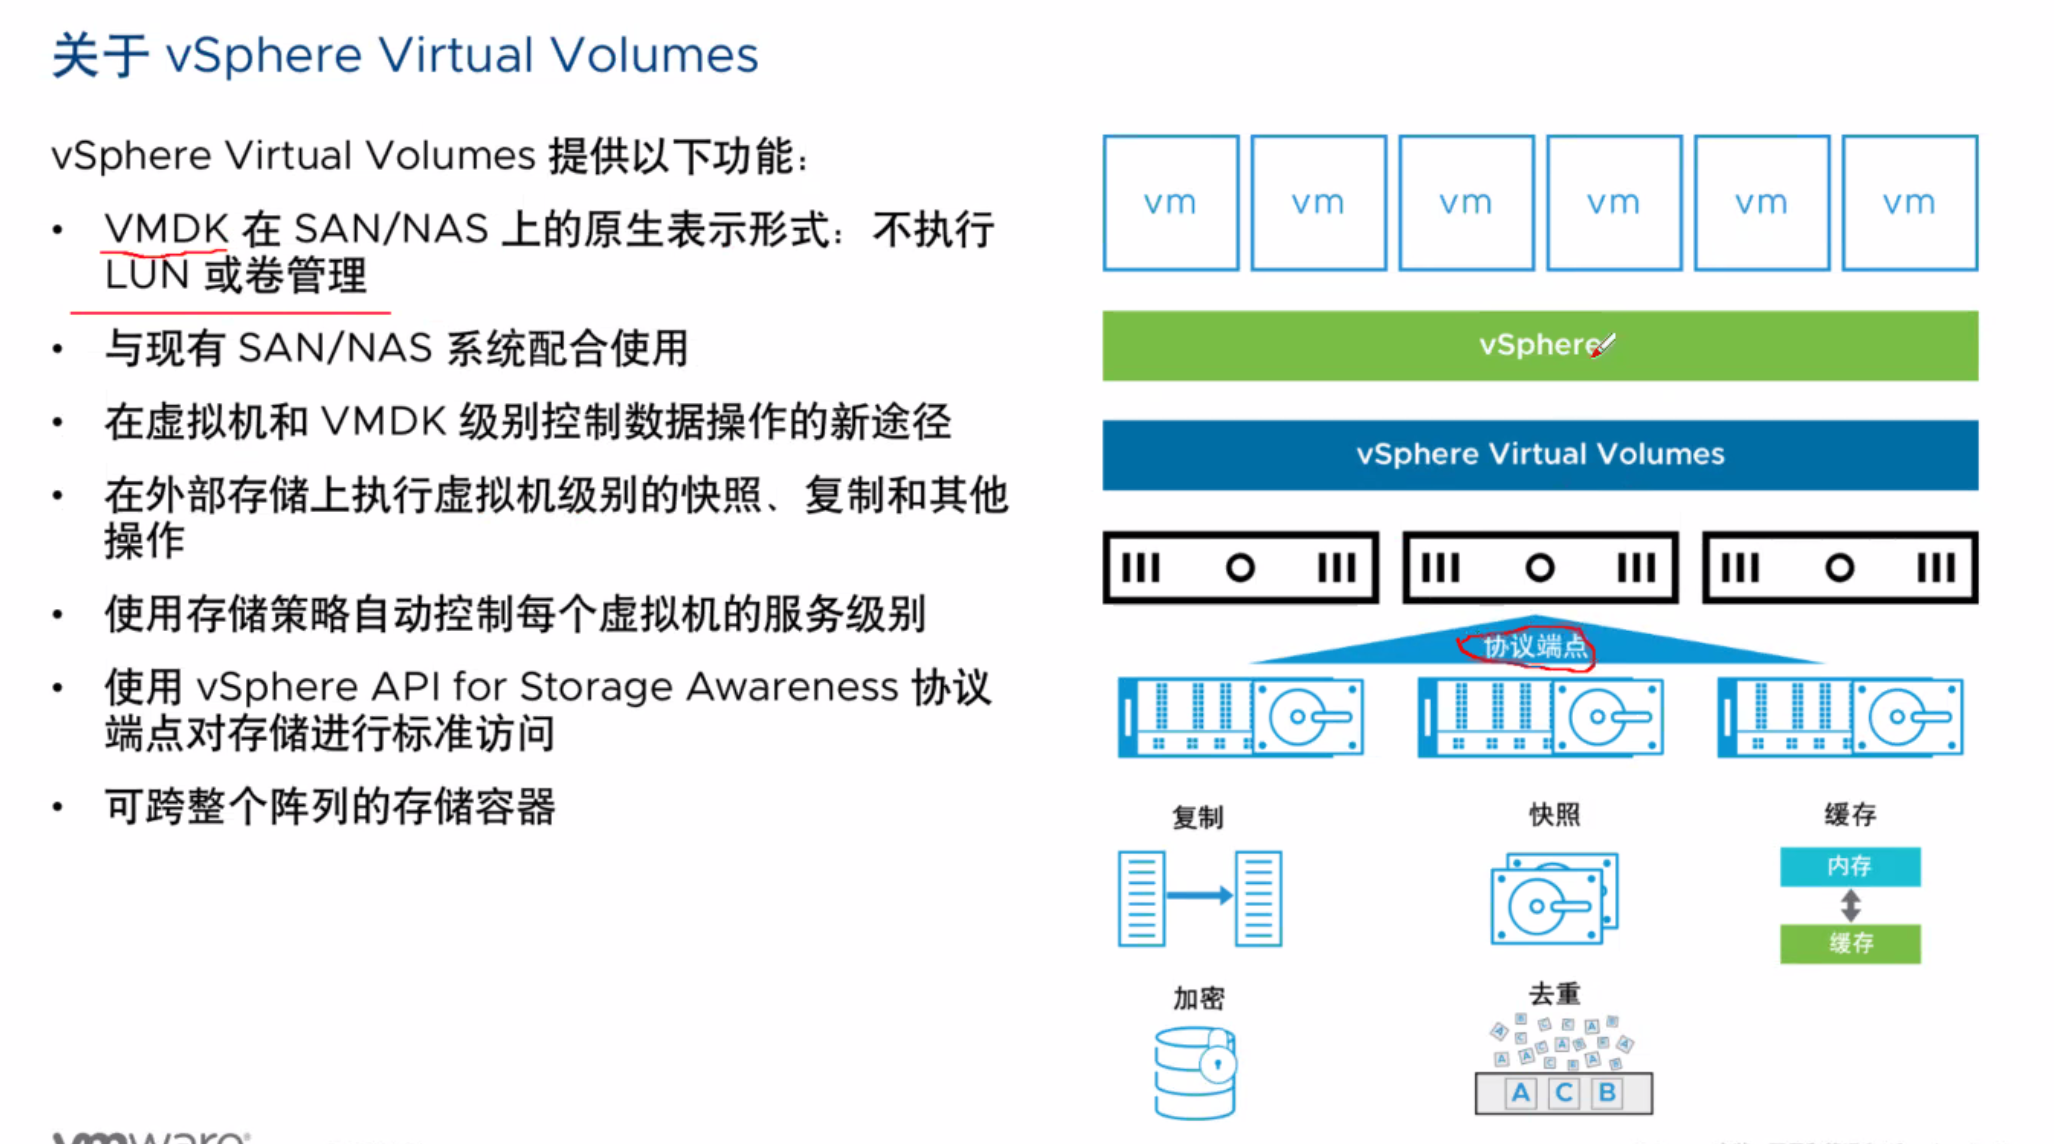 关于 vSphere Virtual Volumes
vSphere Virtual Volumes 提供以下功能：
• VMDK 在 SAN/NAS 上的原生表示形式：不执行
LUN 或卷管理
• 与现有 SAN/NAS 系统配合使用
• 在虚拟机和 VMDK 级别控制数据操作的新途径
• 在外部存储上执行虚拟机级别的快照、复制和其他
操作
• 使用存储策略自动控制每个虚拟机的服务级别
• 使用 vSphere API for Storage Awareness 协议
端点对存储进行标准访问
• 可跨整个阵列的存储容器
vm vm vm vm vm vm
vSphere
vSphere Virtual Volumes
协议端点
复制 快照 缓存
内存
缓存
加密 去重
A C B
vmware